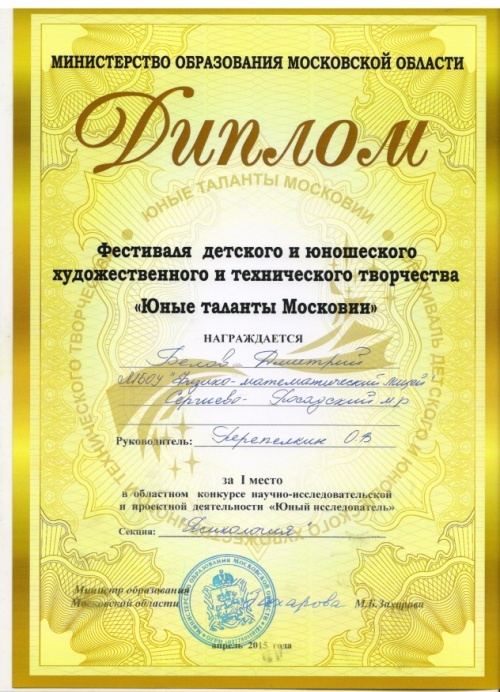 МИНИСТЕРСТВО ОБРАЗОВАНИЯ МОСКОВСКОЙ ОБЛАСТИ
Диплом
ЮНЫЕ ТАЛАНТЫ МОСКОВИИ
Фестиваля детского и юношеского
художественного и технического творчества
«Юные таланты Московии»
НАГРАЖДАЕТСЯ
Белов Дмитрий
МБОУ "Физико-математический лицей"
Сергиево-Посадский м.р
Руководитель: Перепелкин О.В
за I место
в областном конкурсе научно-исследовательской
и проектной деятельности «Юный исследователь»
Секция: "Психология"
Министр образования
Московской области Захарова М.Б.Захарова
апрель 2015 года